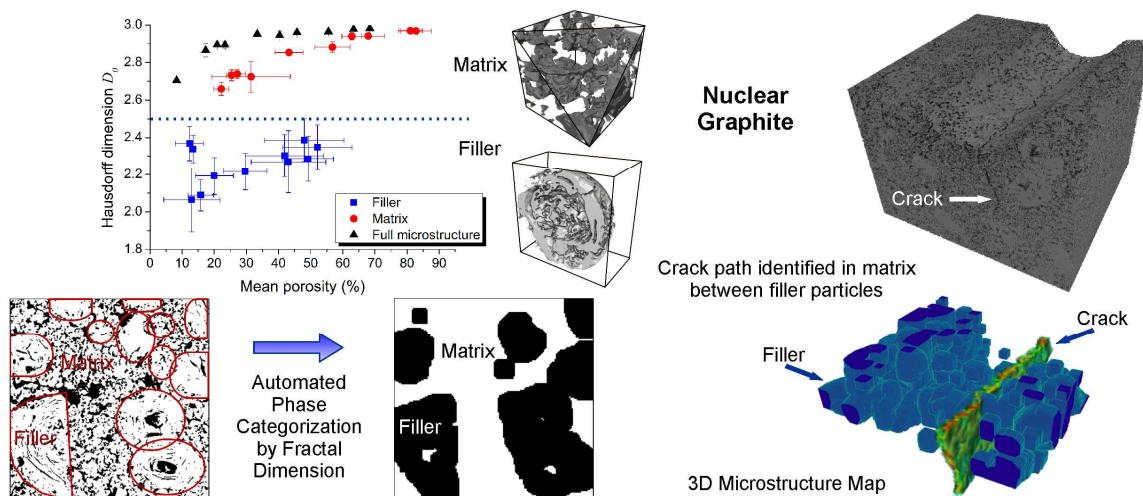 3.0
2.8
2.6
2.4
2.2
2.0
1.8
Hausdorff dimension D₀
0 10 20 30 40 50 60 70 80 90
Mean porosity (%)
Filler
Matrix
Full microstructure
Matrix
Filler
Nuclear
Graphite
Crack
Crack path identified in matrix
between filler particles
Matrix
Filler
Automated
Phase
Categorization
by Fractal
Dimension
Matrix
Filler
Filler
Crack
3D Microstructure Map